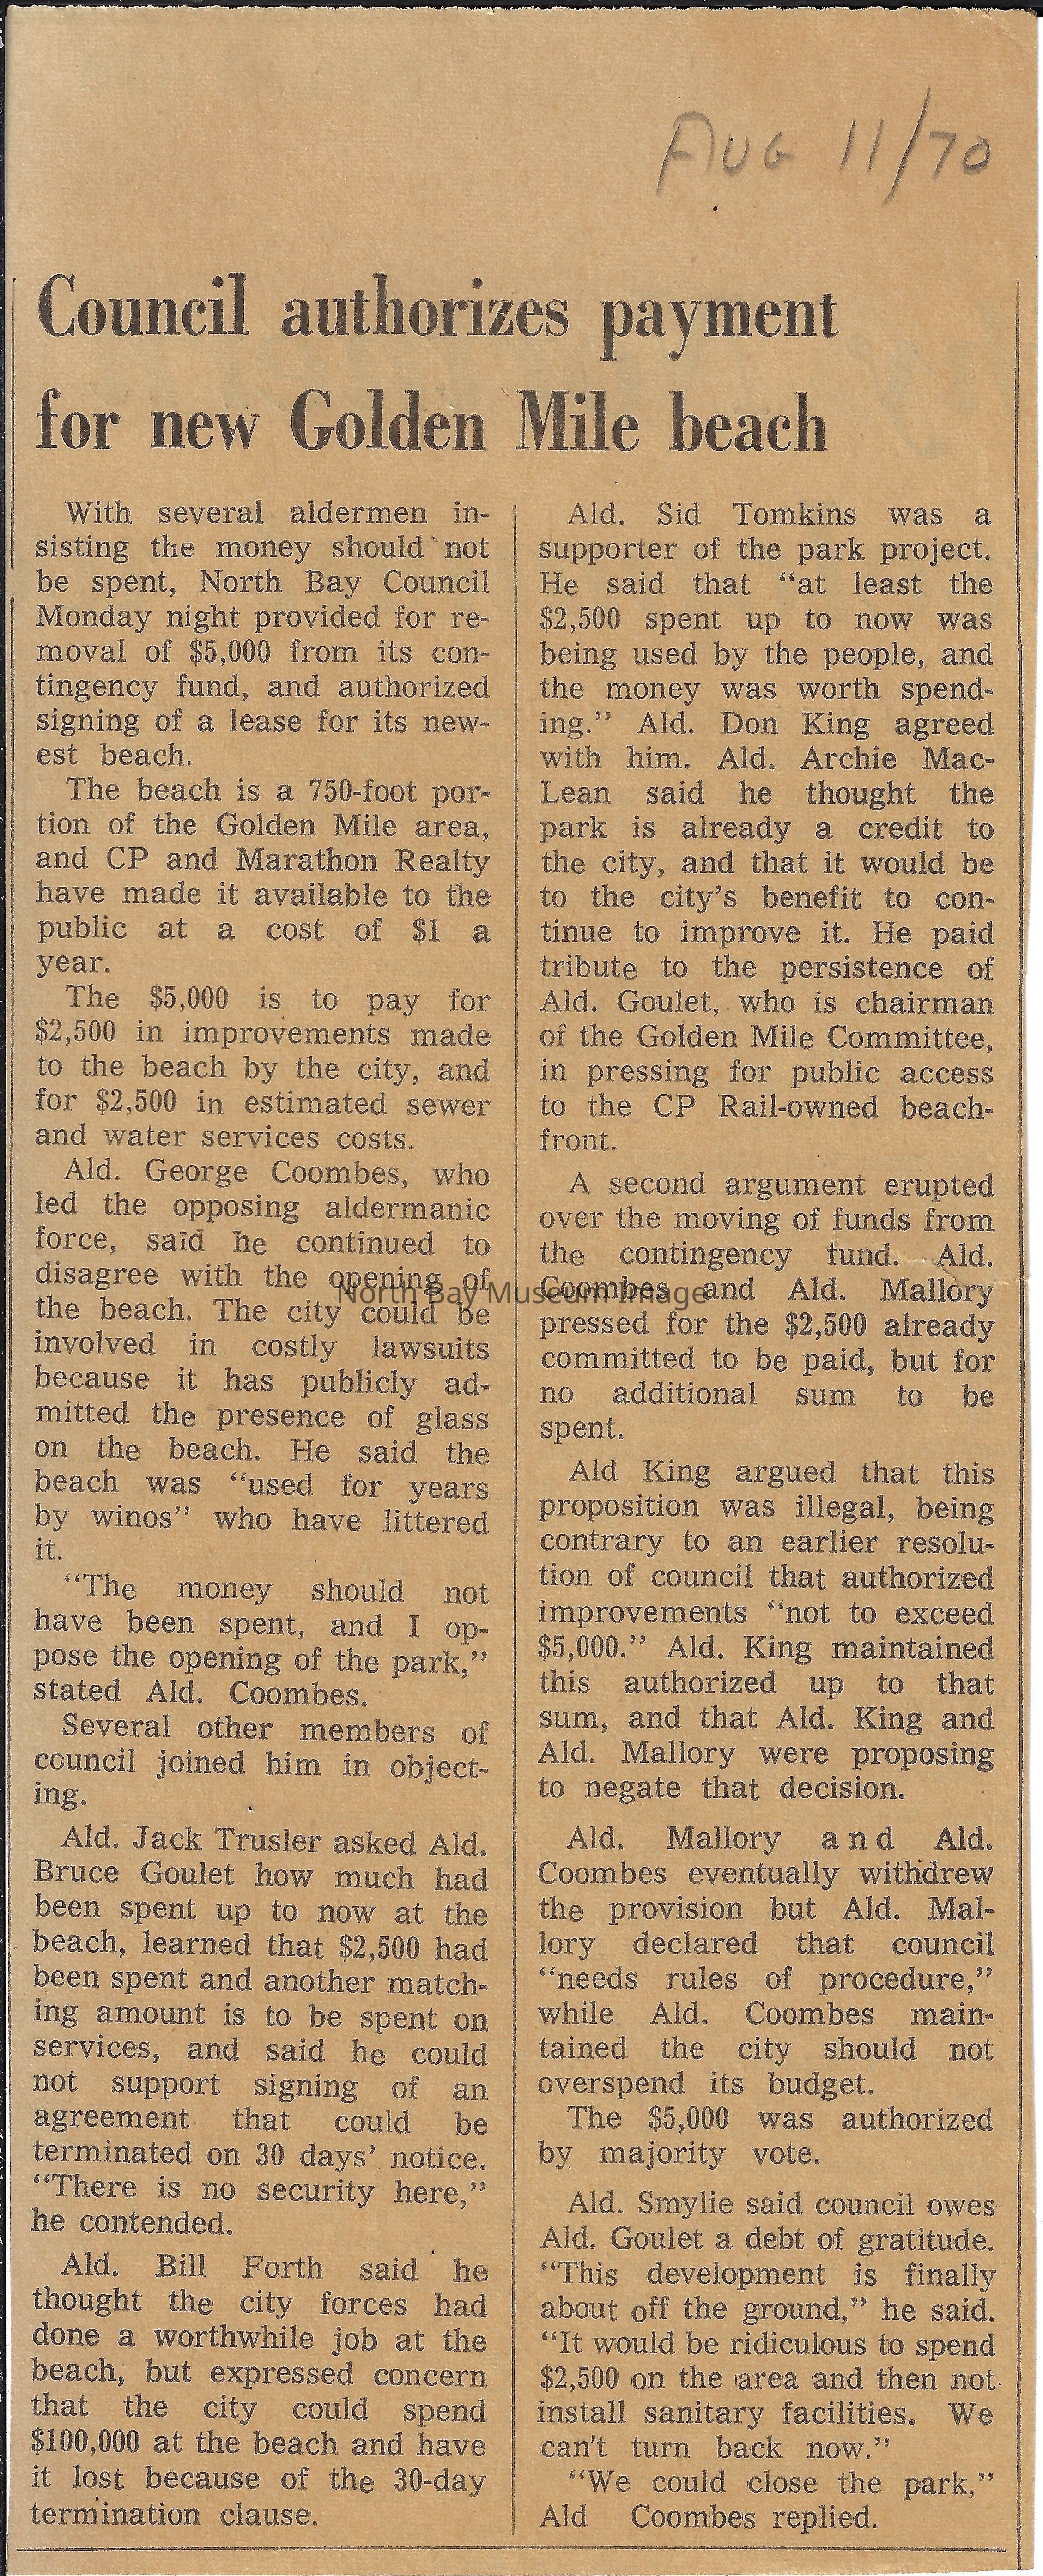 AUG 11/70
Council authorizes payment
for new Golden Mile beach
With several aldermen in-
sisting the money should not
be spent, North Bay Council
Monday night provided for re-
moval of $5,000 from its con-
tingency fund, and authorized
signing of a lease for its new-
est beach.
The beach is a 750-foot por-
tion of the Golden Mile area,
and CP and Marathon Realty
have made it available to the
public at a cost of $1 a
year.
The $5,000 is to pay for
$2,500 in improvements made
to the beach by the city, and
for $2,500 in estimated sewer
and water services costs.
Ald. George Coombes, who
led the opposing aldermanic
force, said he continued to
disagree with the opening of
the beach. The city could be
involved in costly lawsuits
because it has publicly ad-
mitted the presence of glass
on the beach. He said the
beach was “used for years
by winos” who have littered
it.
“The money should not
have been spent, and I op-
pose the opening of the park,”
stated Ald. Coombes.
Several other members of
council joined him in object-
ing.
Ald. Jack Trusler asked Ald.
Bruce Goulet how much had
been spent up to now at the
beach, learned that $2,500 had
been spent and another match-
ing amount is to be spent on
services, and said he could
not support signing of an
agreement that could be
terminated on 30 days’ notice.
“There is no security here,”
he contended.
Ald. Bill Forth said he
thought the city forces had
done a worthwhile job at the
beach, but expressed concern
that the city could spend
$100,000 at the beach and have
it lost because of the 30-day
termination clause.
Ald. Sid Tomkins was a
supporter of the park project.
He said that “at least the
$2,500 spent up to now was
being used by the people, and
the money was worth spend-
ing.” Ald. Don King agreed
with him. Ald. Archie Mac-
Lean said he thought the
park is already a credit to
the city, and that it would be
to the city’s benefit to con-
tinue to improve it. He paid
tribute to the persistence of
Ald. Goulet, who is chairman
of the Golden Mile Committee,
in pressing for public access
to the CP Rail-owned beach-
front.
A second argument erupted
over the moving of funds from
the contingency fund. Ald.
Coombes and Ald. Mallory
pressed for the $2,500 already
committed to be paid, but for
no additional sum to be
spent.
Ald King argued that this
proposition was illegal, being
contrary to an earlier resolu-
tion of council that authorized
improvements “not to exceed
$5,000.” Ald. King maintained
this authorized up to that
sum, and that Ald. King and
Ald. Mallory were proposing
to negate that decision.
Ald. Mallory and Ald.
Coombes eventually withdrew
the provision but Ald. Mal-
lory declared that council
“needs rules of procedure,”
while Ald. Coombes main-
tained the city should not
overspend its budget.
The $5,000 was authorized
by majority vote.
Ald. Smylie said council owes
Ald. Goulet a debt of gratitude.
“This development is finally
about off the ground,” he said.
“It would be ridiculous to spend
$2,500 on the area and then not
install sanitary facilities. We
can’t turn back now.”
“We could close the park,”
Ald Coombes replied.
North Bay Museum Image